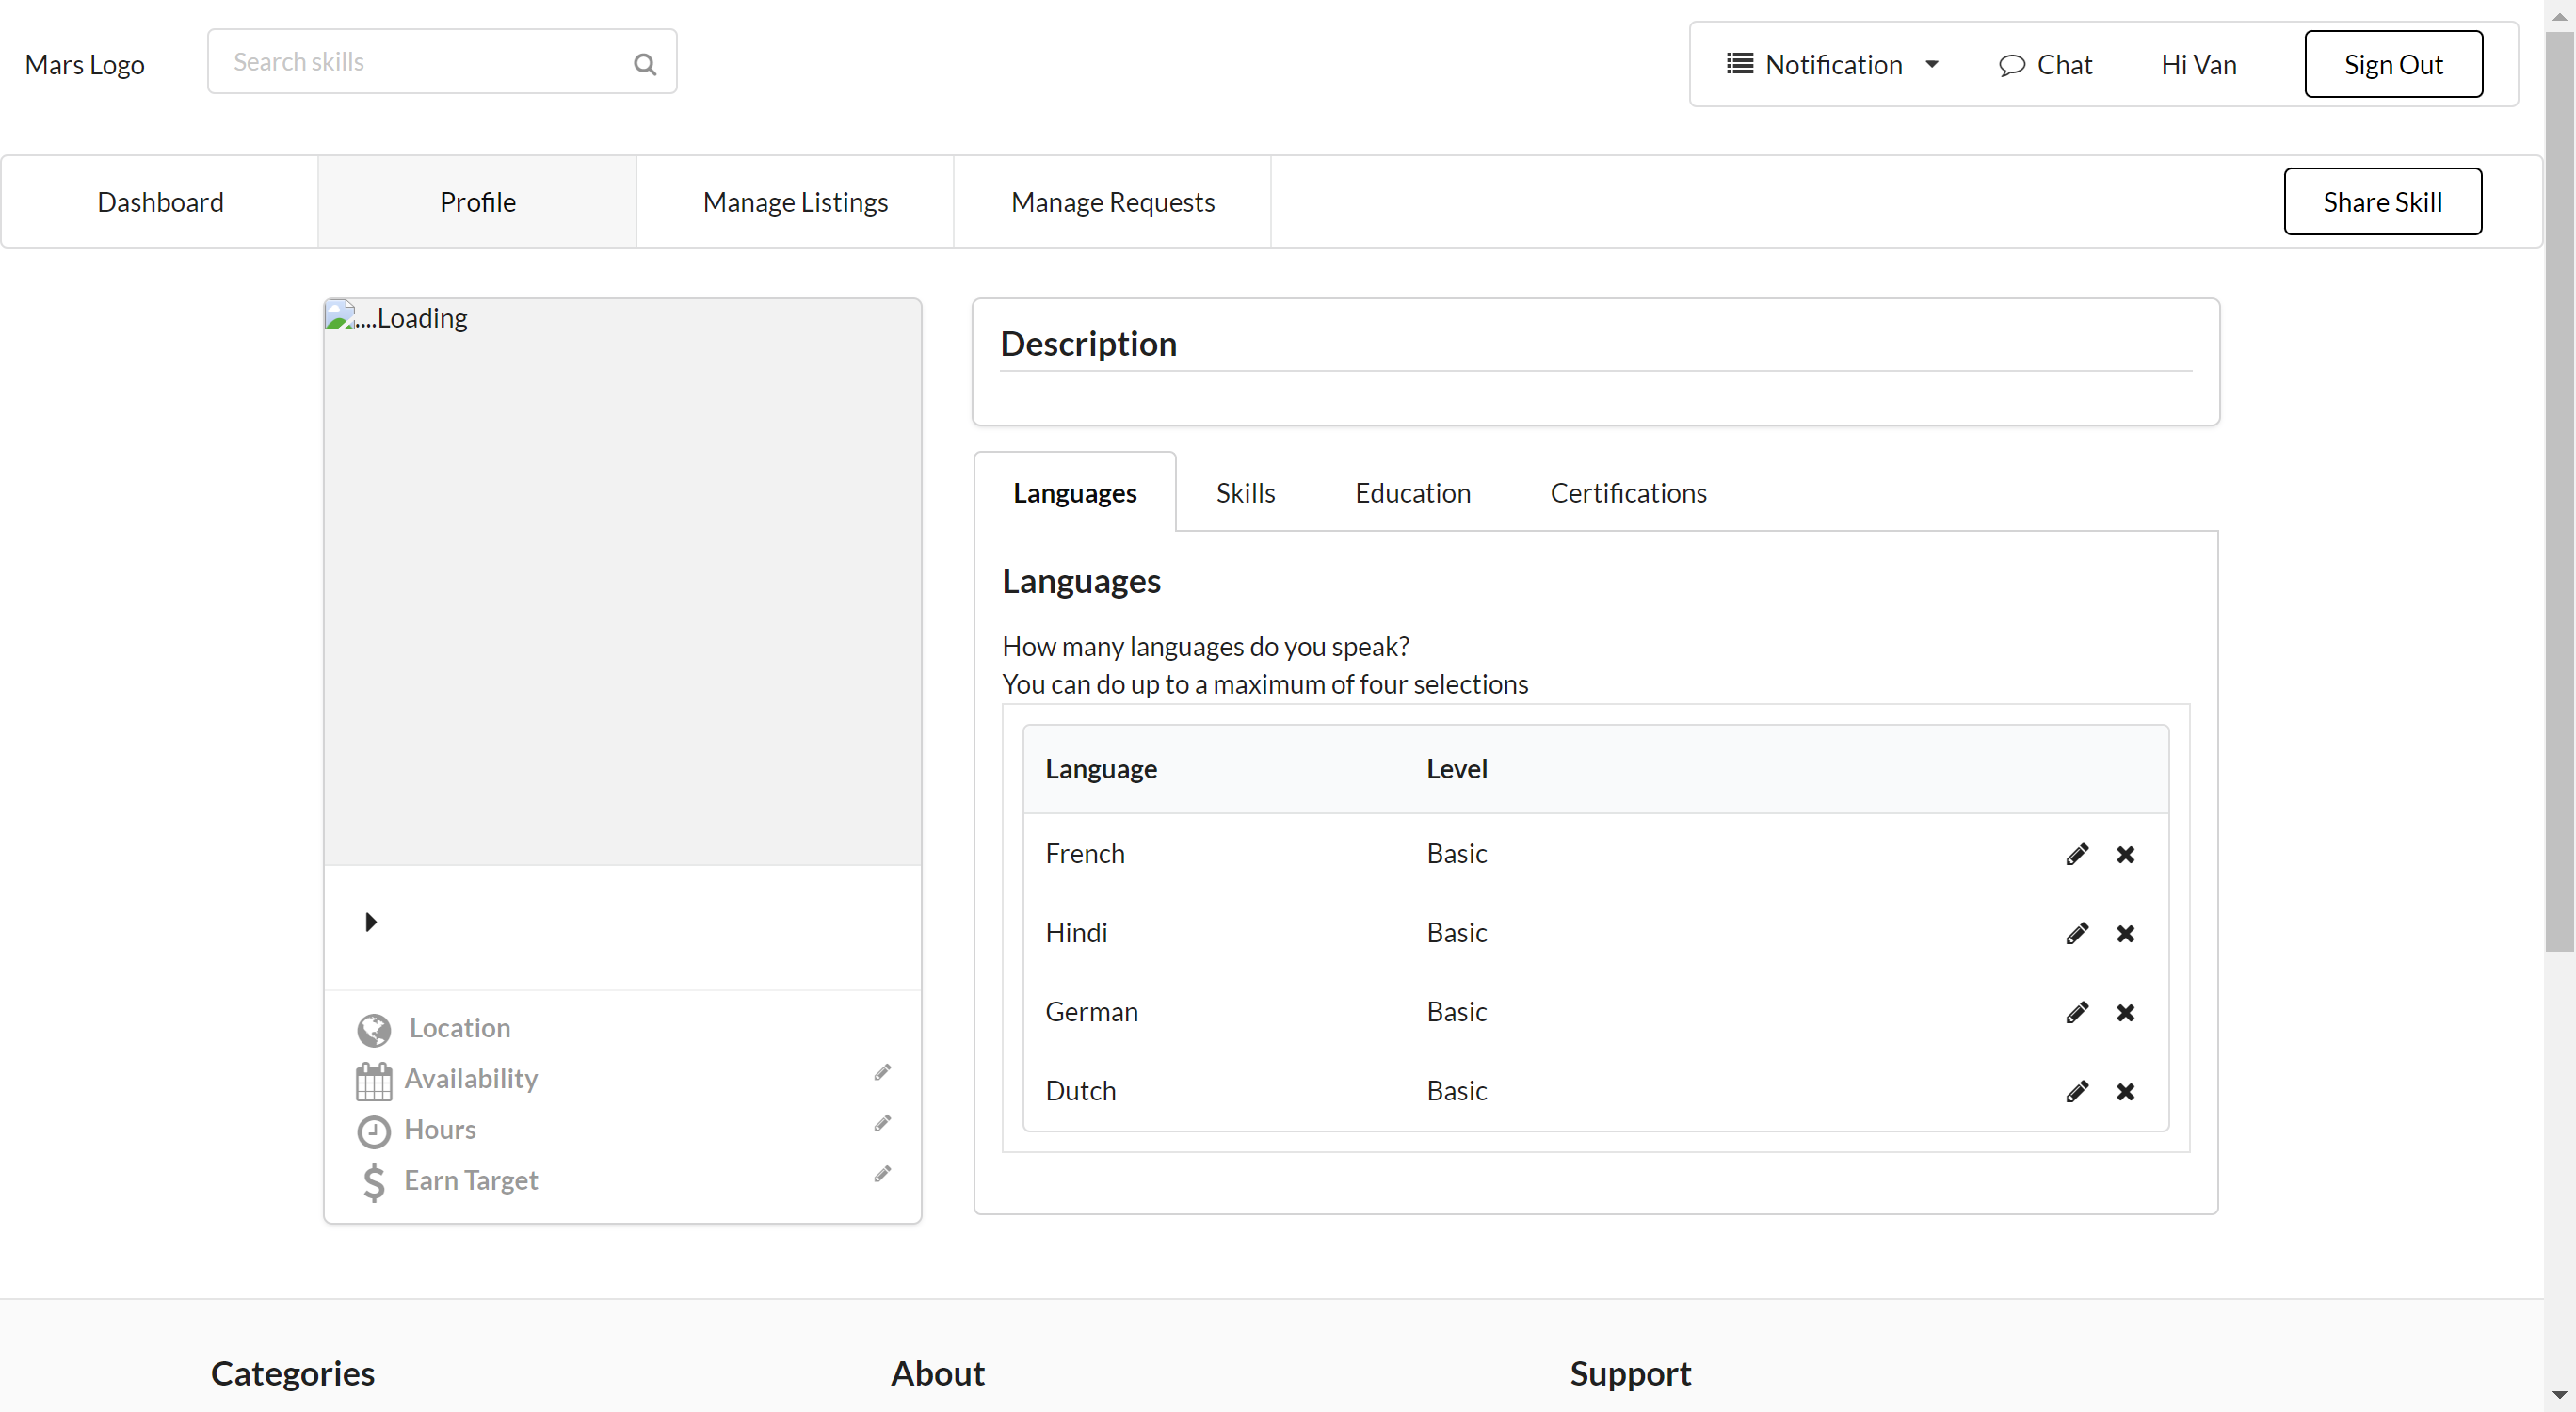 Mars Logo
Search skills
Notification
Chat
Hi Van
Sign Out
Dashboard
Profile
Manage Listings
Manage Requests
Share Skill
....Loading
Location
Availability
Hours
Earn Target
Description
Languages
Skills
Education
Certifications
Languages
How many languages do you speak?
You can do up to a maximum of four selections
Language Level
French Basic
Hindi Basic
German Basic
Dutch Basic
Categories
About
Support